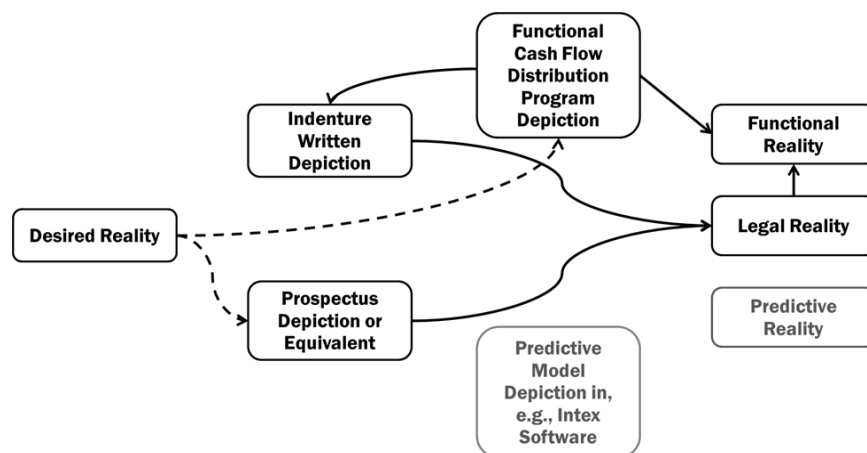 Functional
Cash Flow
Distribution
Program
Depiction
Indenture
Written
Depiction
Functional
Reality
Desired Reality
Legal Reality
Prospectus
Depiction or
Equivalent
Predictive
Reality
Predictive
Model
Depiction in,
e.g., Intex
Software